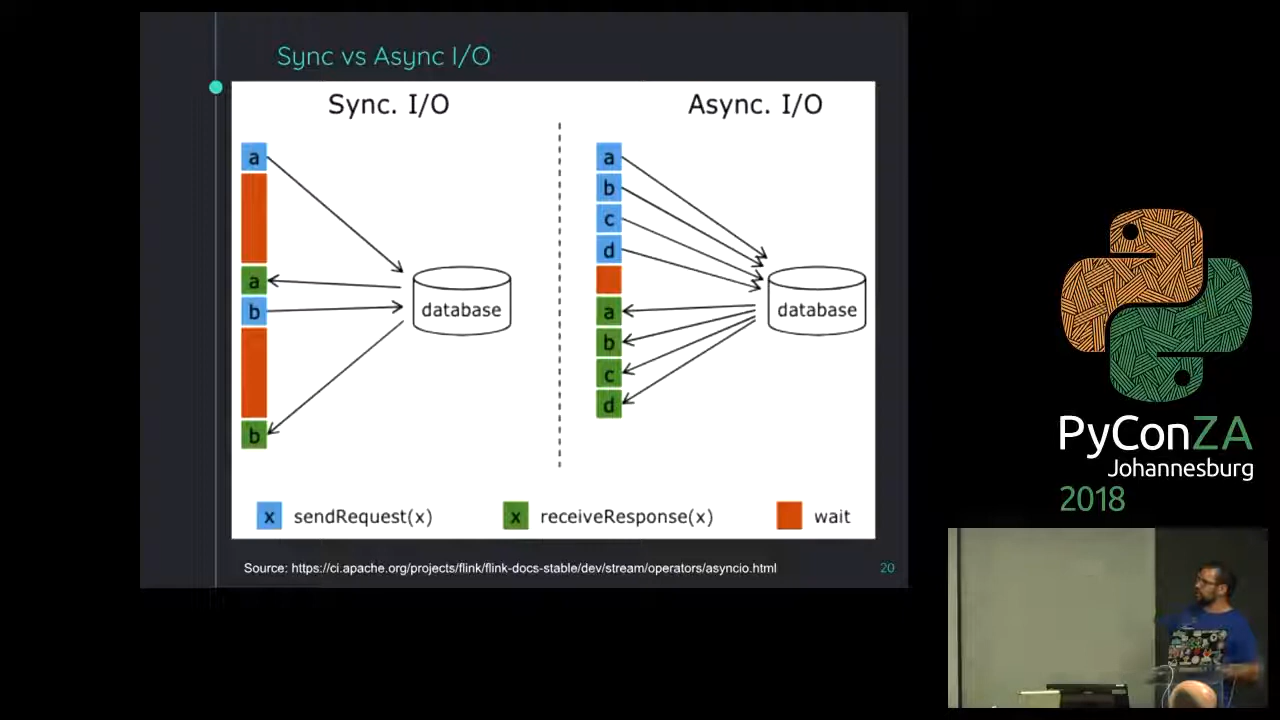 Sync vs Async I/O
Sync. I/O
a
a
b
b
database
Async. I/O
a
b
c
d
a
b
c
d
database
x sendRequest(x)
x receiveResponse(x)
wait
Source: https://ci.apache.org/projects/flink/flink-docs-stable/dev/stream/operators/asyncio.html
20
PyConZA
Johannesburg
2018